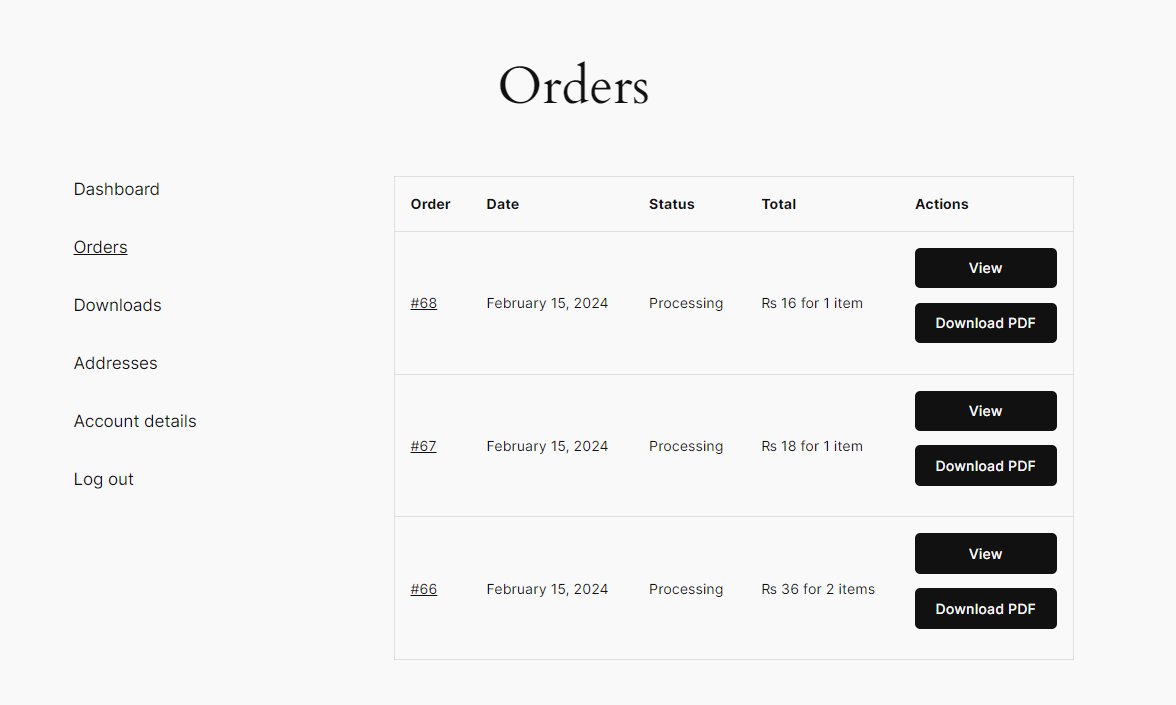 Orders
Dashboard
Orders
Downloads
Addresses
Account details
Log out
Order Date Status Total Actions
#68 February 15, 2024 Processing Rs 16 for 1 item
View
Download PDF
#67 February 15, 2024 Processing Rs 18 for 1 item
View
Download PDF
#66 February 15, 2024 Processing Rs 36 for 2 items
View
Download PDF